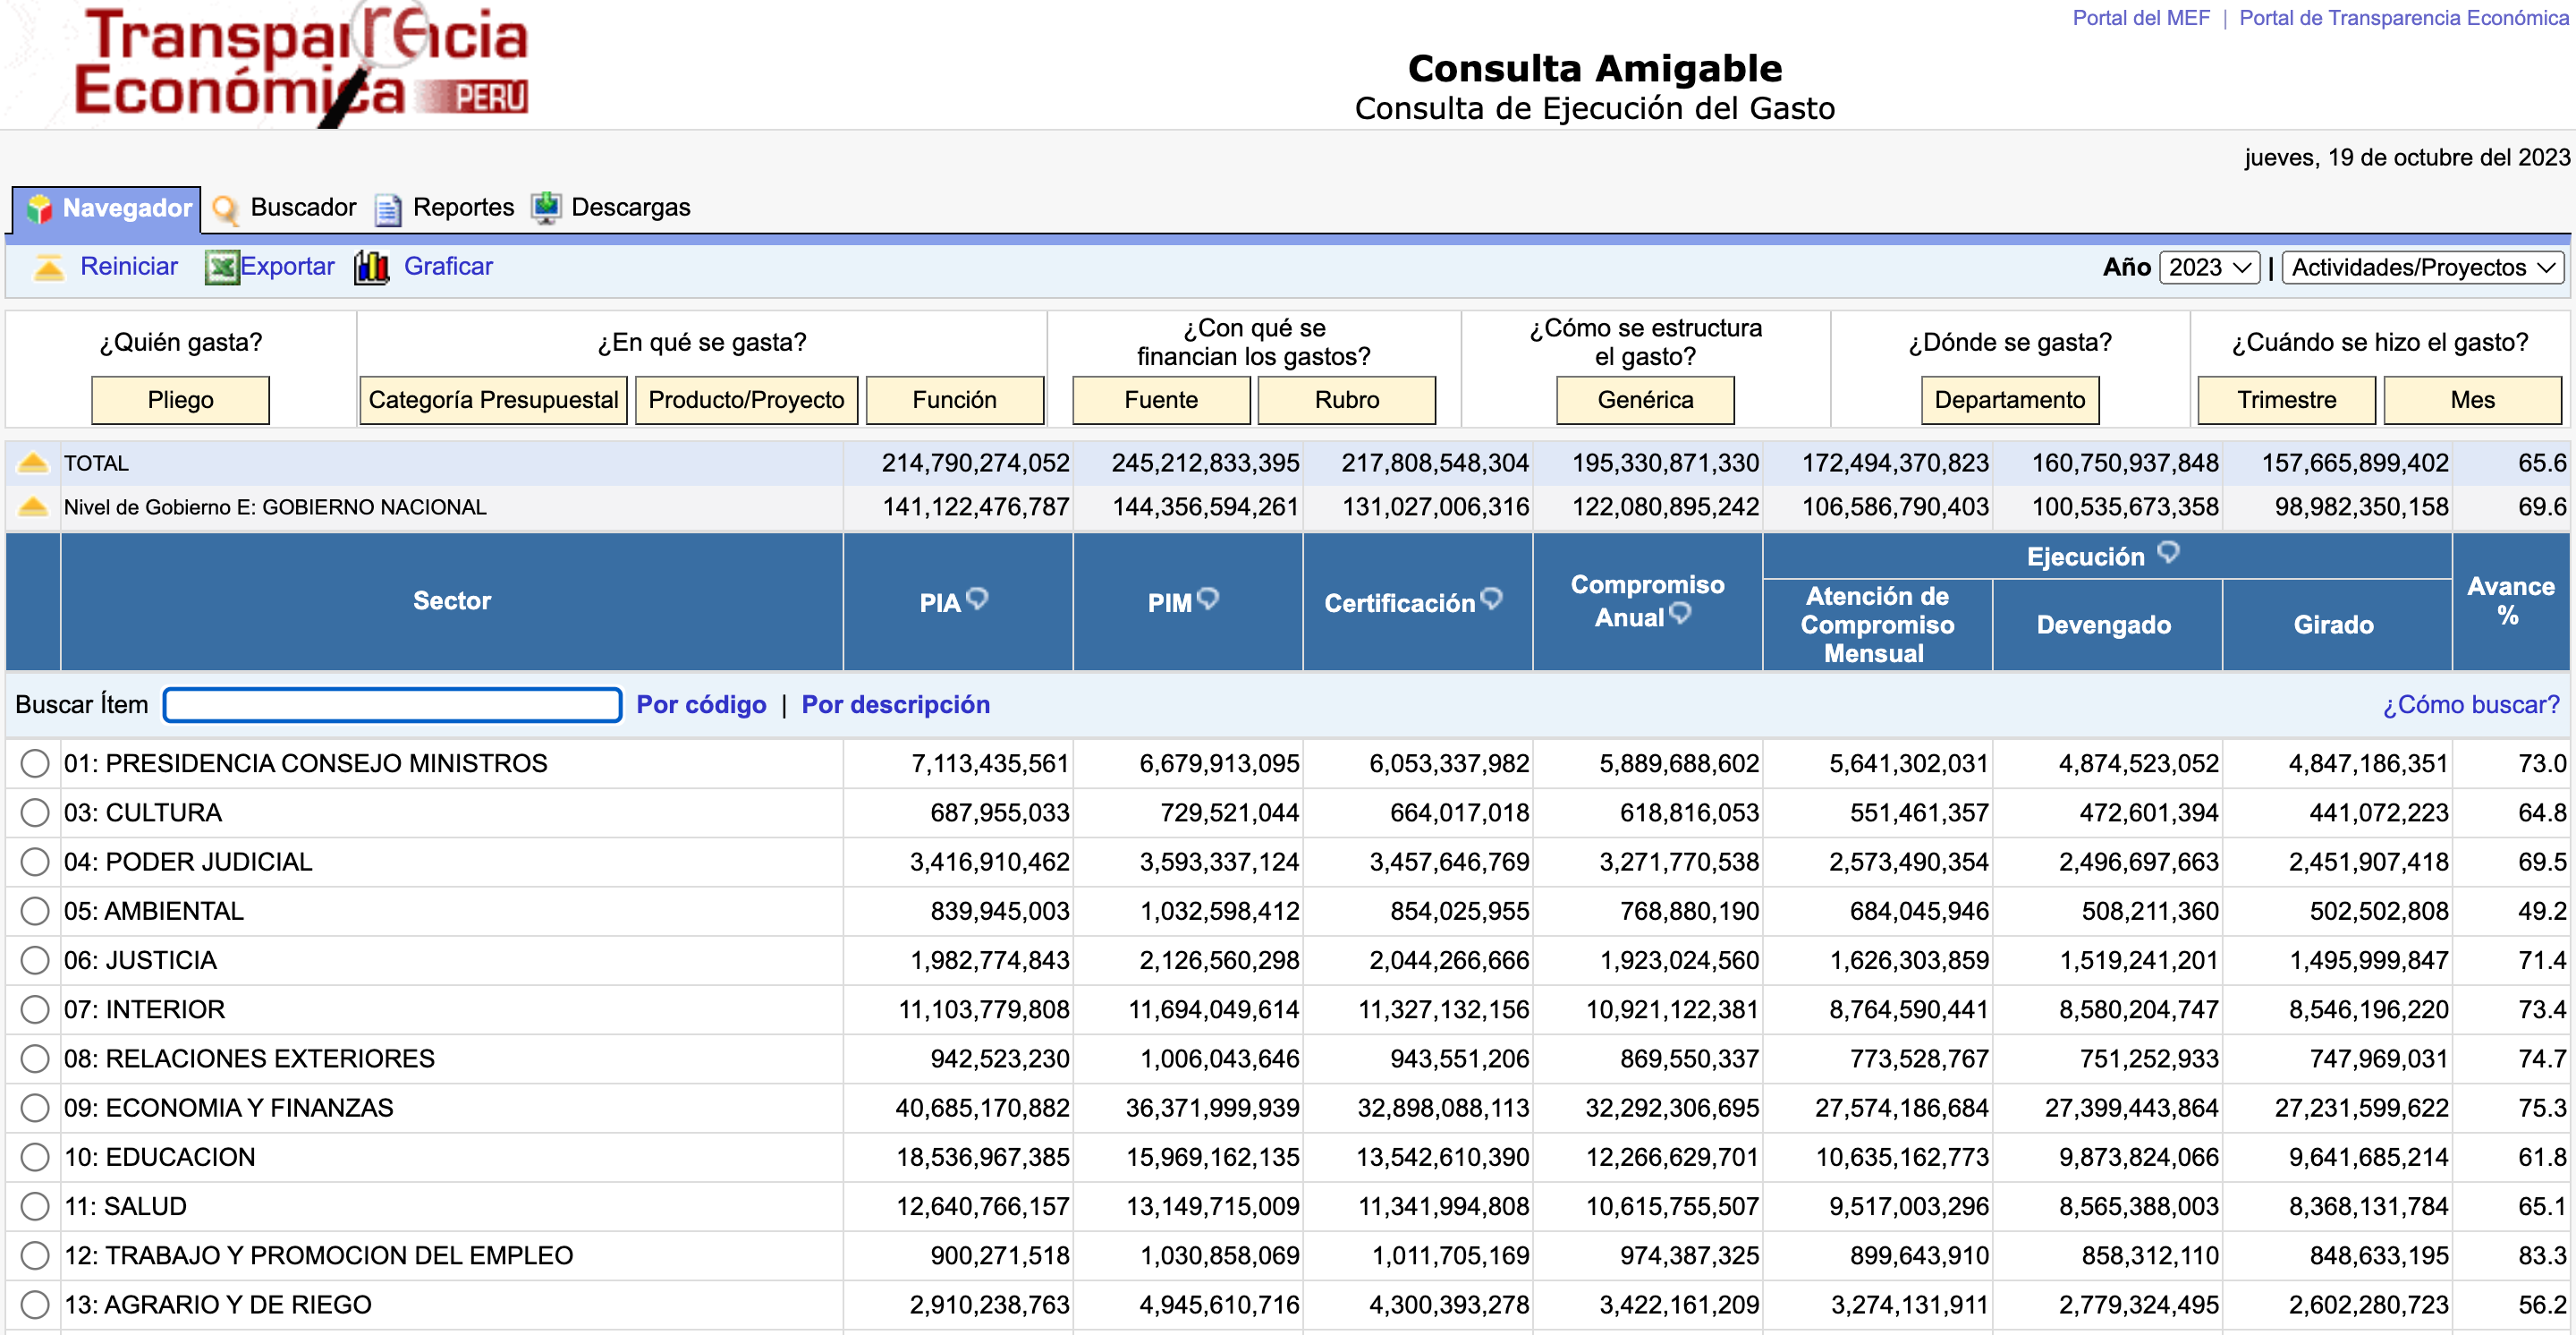 Transparencia
Económica PERÚ
Portal del MEF | Portal de Transparencia Económica
Consulta Amigable
Consulta de Ejecución del Gasto
jueves, 19 de octubre del 2023
Navegador Buscador Reportes Descargas
Reiniciar Exportar Graficar Año 2023 | Actividades/Proyectos
¿Quién gasta?
Pliego
¿En qué se gasta?
Categoría Presupuestal Producto/Proyecto Función
¿Con qué se
financian los gastos?
Fuente Rubro
¿Cómo se estructura
el gasto?
Genérica
¿Dónde se gasta?
Departamento
¿Cuándo se hizo el gasto?
Trimestre Mes
TOTAL 214,790,274,052 245,212,833,395 217,808,548,304 195,330,871,330 172,494,370,823 160,750,937,848 157,665,899,402 65.6
Nivel de Gobierno E: GOBIERNO NACIONAL 141,122,476,787 144,356,594,261 131,027,006,316 122,080,895,242 106,586,790,403 100,535,673,358 98,982,350,158 69.6
Sector
PIA
PIM
Certificación
Compromiso
Anual
Ejecución
Atención de
Compromiso
Mensual
Devengado
Girado
Avance
%
Buscar Ítem Por código | Por descripción ¿Cómo buscar?
01: PRESIDENCIA CONSEJO MINISTROS 7,113,435,561 6,679,913,095 6,053,337,982 5,889,688,602 5,641,302,031 4,874,523,052 4,847,186,351 73.0
03: CULTURA 687,955,033 729,521,044 664,017,018 618,816,053 551,461,357 472,601,394 441,072,223 64.8
04: PODER JUDICIAL 3,416,910,462 3,593,337,124 3,457,646,769 3,271,770,538 2,573,490,354 2,496,697,663 2,451,907,418 69.5
05: AMBIENTAL 839,945,003 1,032,598,412 854,025,955 768,880,190 684,045,946 508,211,360 502,502,808 49.2
06: JUSTICIA 1,982,774,843 2,126,560,298 2,044,266,666 1,923,024,560 1,626,303,859 1,519,241,201 1,495,999,847 71.4
07: INTERIOR 11,103,779,808 11,694,049,614 11,327,132,156 10,921,122,381 8,764,590,441 8,580,204,747 8,546,196,220 73.4
08: RELACIONES EXTERIORES 942,523,230 1,006,043,646 943,551,206 869,550,337 773,528,767 751,252,933 747,969,031 74.7
09: ECONOMIA Y FINANZAS 40,685,170,882 36,371,999,939 32,898,088,113 32,292,306,695 27,574,186,684 27,399,443,864 27,231,599,622 75.3
10: EDUCACION 18,536,967,385 15,969,162,135 13,542,610,390 12,266,629,701 10,635,162,773 9,873,824,066 9,641,685,214 61.8
11: SALUD 12,640,766,157 13,149,715,009 11,341,994,808 10,615,755,507 9,517,003,296 8,565,388,003 8,368,131,784 65.1
12: TRABAJO Y PROMOCION DEL EMPLEO 900,271,518 1,030,858,069 1,011,705,169 974,387,325 899,643,910 858,312,110 848,633,195 83.3
13: AGRARIO Y DE RIEGO 2,910,238,763 4,945,610,716 4,300,393,278 3,422,161,209 3,274,131,911 2,779,324,495 2,602,280,723 56.2